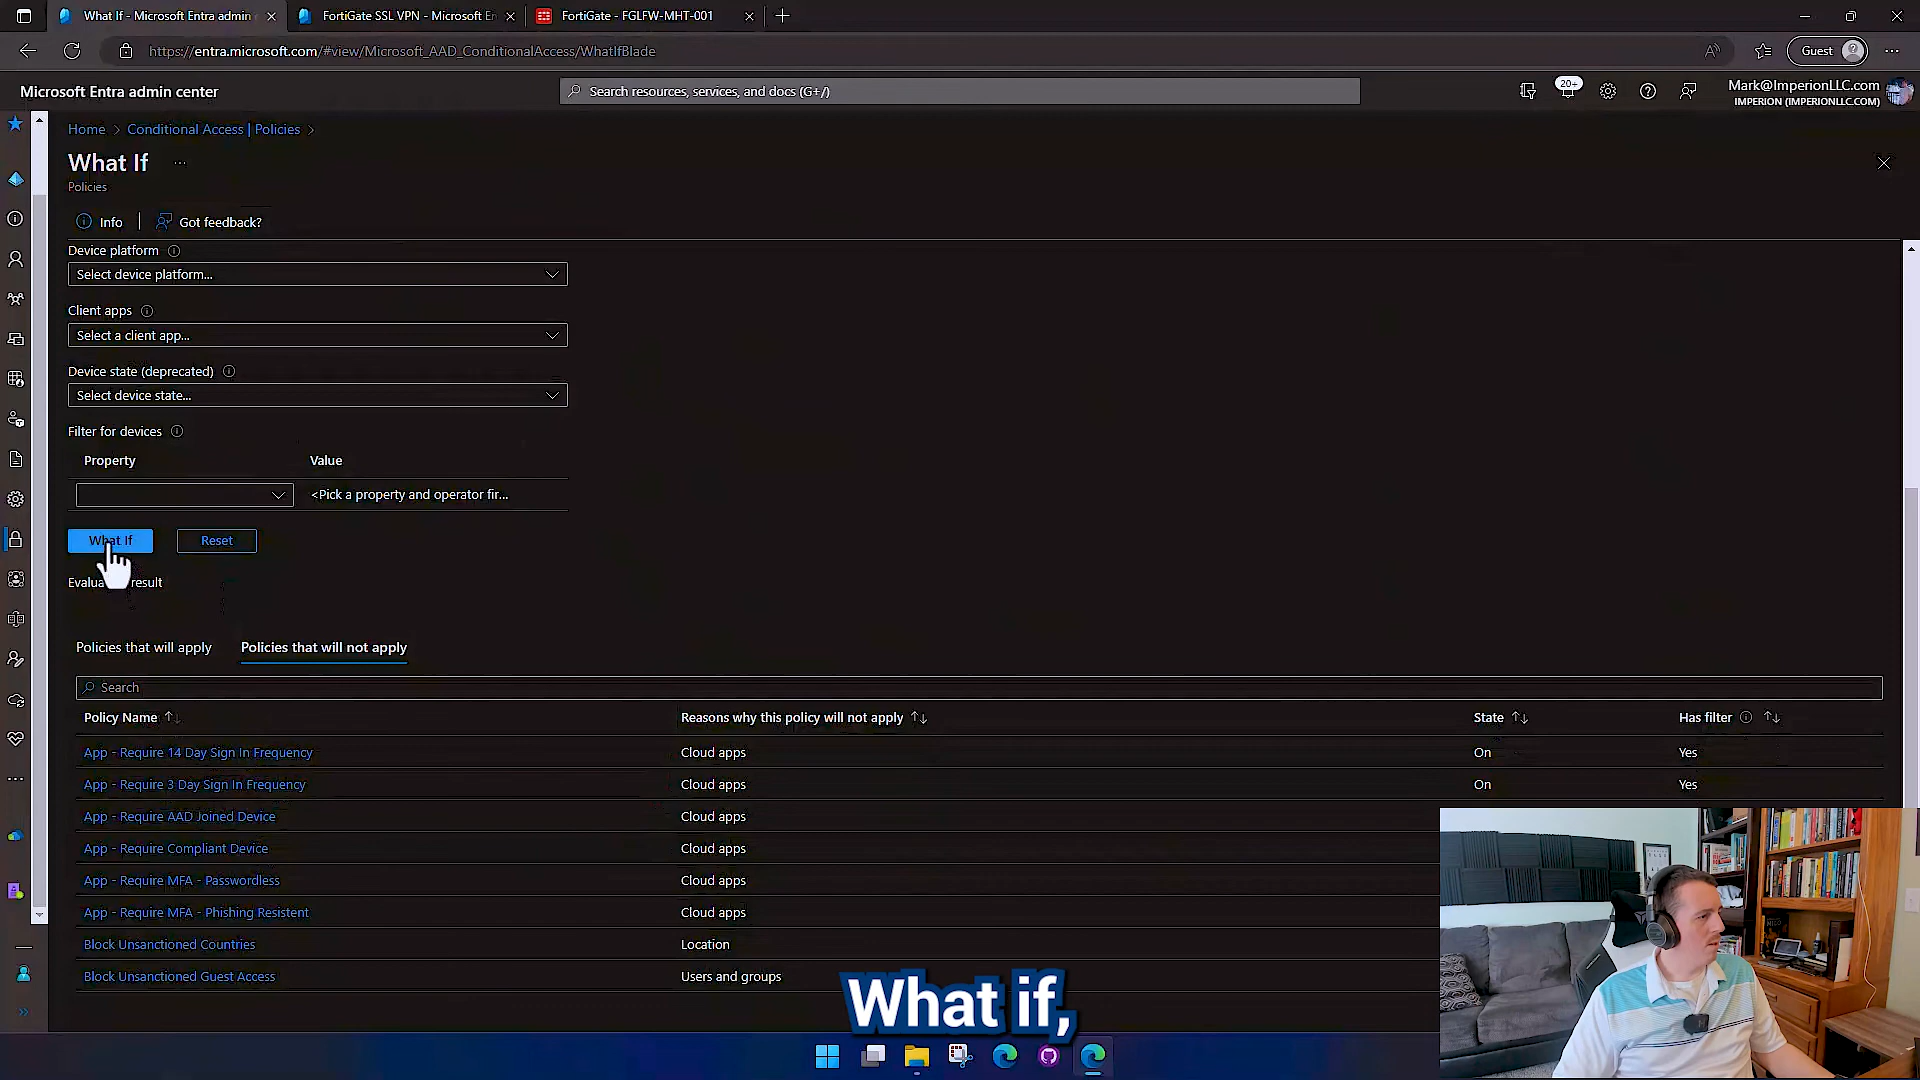 What If - Microsoft Entra admin
FortiGate SSL VPN - Microsoft En
FortiGate - FGLFW-MHT-001
https://entra.microsoft.com/#view/Microsoft_AAD_ConditionalAccess/WhatIfBlade
Guest
Microsoft Entra admin center
Search resources, services, and docs (G+/)
20+
Mark@ImperionLLC.com
IMPERION (IMPERIONLLC.COM)
Home > Conditional Access | Policies >
What If ...
Policies
Info | Got feedback?
Device platform
Select device platform...
Client apps
Select a client app...
Device state (deprecated)
Select device state...
Filter for devices
Property Value
<Pick a property and operator fir...
What If Reset
Evalua result
Policies that will apply Policies that will not apply
Search
Policy Name Reasons why this policy will not apply State Has filter
App - Require 14 Day Sign In Frequency Cloud apps On Yes
App - Require 3 Day Sign In Frequency Cloud apps On Yes
App - Require AAD Joined Device Cloud apps
App - Require Compliant Device Cloud apps
App - Require MFA - Passwordless Cloud apps
App - Require MFA - Phishing Resistent Cloud apps
Block Unsanctioned Countries Location
Block Unsanctioned Guest Access Users and groups
What if,